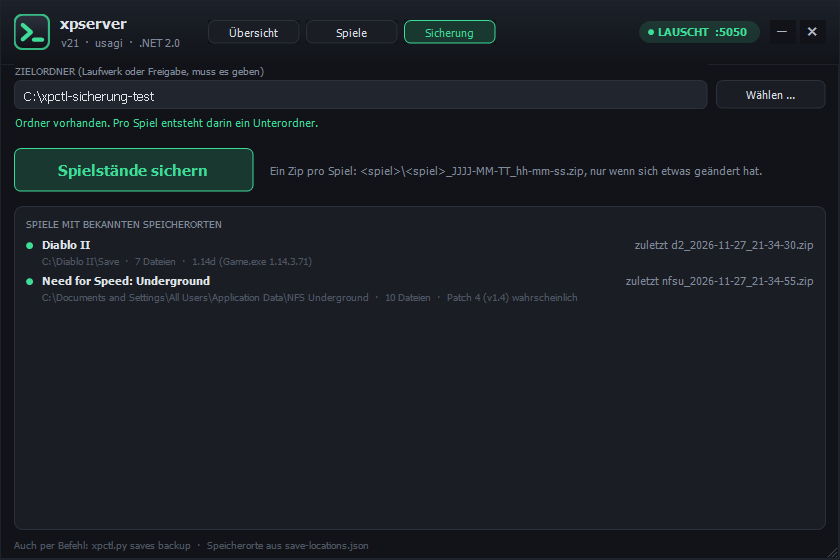 xpserver
v21 · usagi · .NET 2.0
Übersicht
Spiele
Sicherung
LAUSCHT :5050
ZIELORDNER (Laufwerk oder Freigabe, muss es geben)
C:\xpctl-sicherung-test
Wählen ...
Ordner vorhanden. Pro Spiel entsteht darin ein Unterordner.
Spielstände sichern
Ein Zip pro Spiel: <spiel>\<spiel>_JJJJ-MM-TT_hh-mm-ss.zip, nur wenn sich etwas geändert hat.
SPIELE MIT BEKANNTEN SPEICHERORTEN
Diablo II
zuletzt d2_2026-11-27_21-34-30.zip
C:\Diablo II\Save · 7 Dateien · 1.14d (Game.exe 1.14.3.71)
Need for Speed: Underground
zuletzt nfsu_2026-11-27_21-34-55.zip
C:\Documents and Settings\All Users\Application Data\NFS Underground · 10 Dateien · Patch 4 (v1.4) wahrscheinlich
Auch per Befehl: xpctl.py saves backup · Speicherorte aus save-locations.json